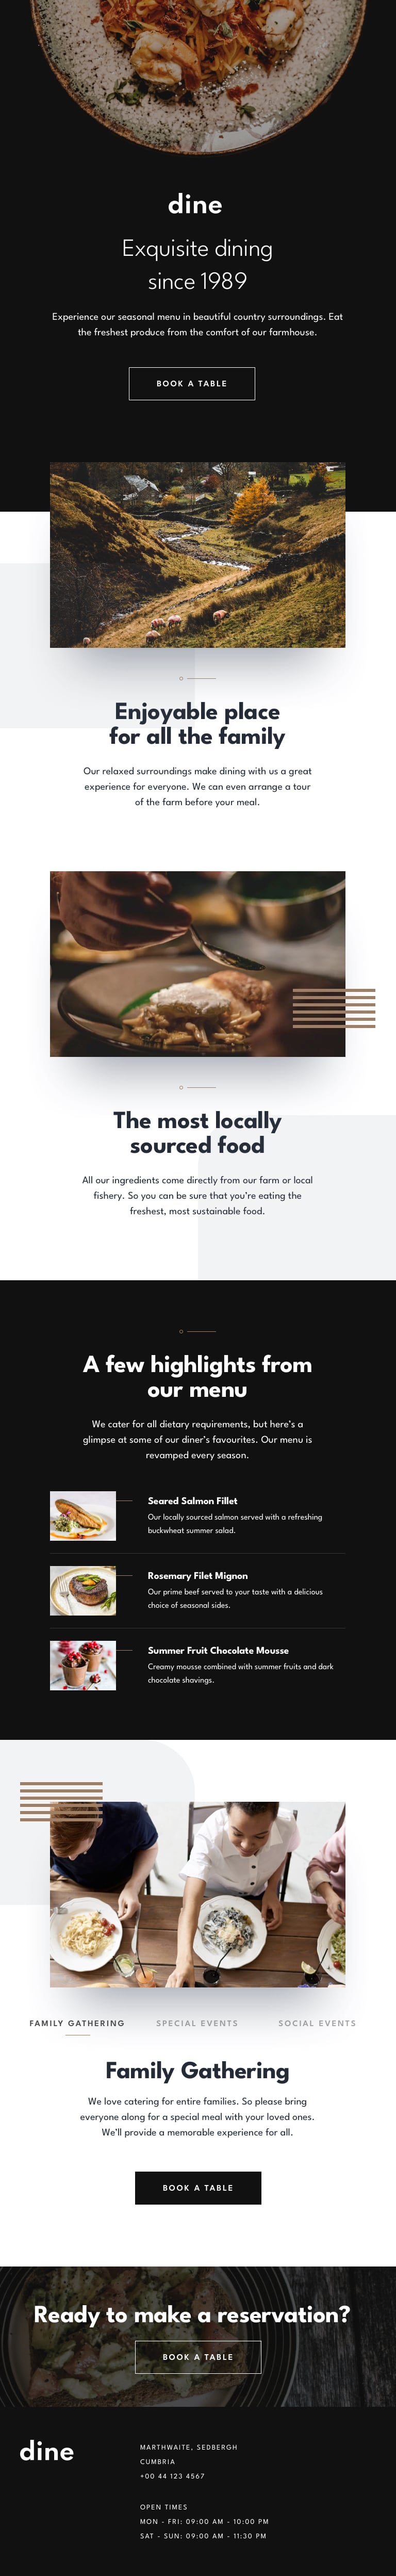 dine
Exquisite dining
since 1989
Experience our seasonal menu in beautiful country surroundings. Eat
the freshest produce from the comfort of our farmhouse.
BOOK A TABLE
Enjoyable place
for all the family
Our relaxed surroundings make dining with us a great
experience for everyone. We can even arrange a tour
of the farm before your meal.
The most locally
sourced food
All our ingredients come directly from our farm or local
fishery. So you can be sure that you're eating the
freshest, most sustainable food.
A few highlights from
our menu
We cater for all dietary requirements, but here's a
glimpse at some of our diner's favourites. Our menu is
revamped every season.
Seared Salmon Fillet
Our locally sourced salmon served with a refreshing
buckwheat summer salad.
Rosemary Filet Mignon
Our prime beef served to your taste with a delicious
choice of seasonal sides.
Summer Fruit Chocolate Mousse
Creamy mousse combined with summer fruits and dark
chocolate shavings.
FAMILY GATHERING SPECIAL EVENTS SOCIAL EVENTS
Family Gathering
We love catering for entire families. So please bring
everyone along for a special meal with your loved ones.
We'll provide a memorable experience for all.
BOOK A TABLE
Ready to make a reservation?
BOOK A TABLE
dine
MARTHWAITE, SEDBERGH
CUMBRIA
+00 44 123 4567
OPEN TIMES
MON - FRI: 09:00 AM - 10:00 PM
SAT - SUN: 09:00 AM - 11:30 PM